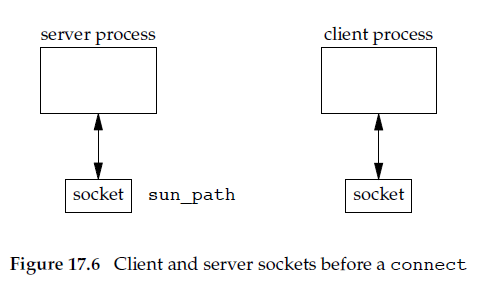 server process
client process
socket
sun_path
socket
Figure 17.6 Client and server sockets before a connect